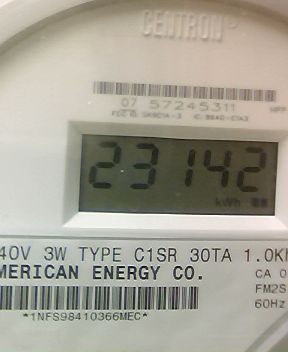 CENTRON
07 57245311
23142
kWh
40V 3W TYPE C1SR 30TA 1.0K
MERICAN ENERGY CO.
CA 0
FM2S
60Hz
*1NFS98410366MEC*